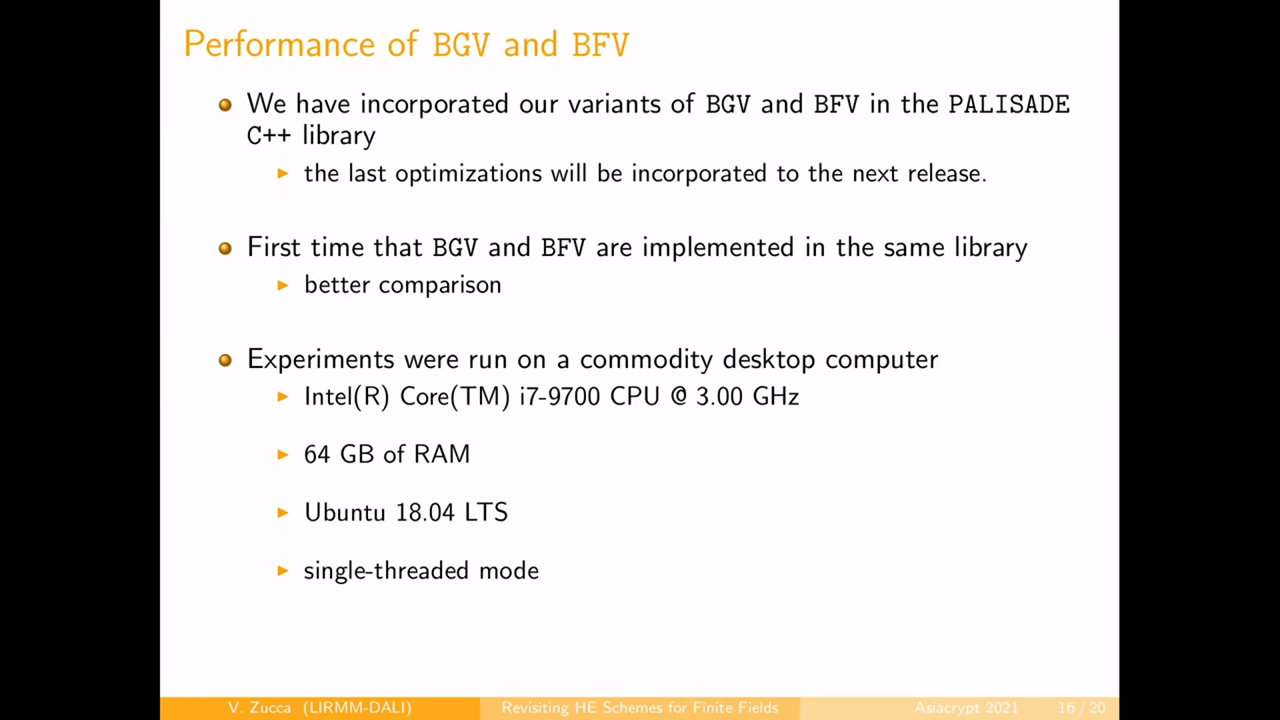 Performance of BGV and BFV
We have incorporated our variants of BGV and BFV in the PALISADE
C++ library
the last optimizations will be incorporated to the next release.
First time that BGV and BFV are implemented in the same library
better comparison
Experiments were run on a commodity desktop computer
Intel(R) Core(TM) i7-9700 CPU @ 3.00 GHz
64 GB of RAM
Ubuntu 18.04 LTS
single-threaded mode
V. Zucca (LIRMM-DALI) Revisiting HE Schemes for Finite Fields Asiacrypt 2021 16 / 20